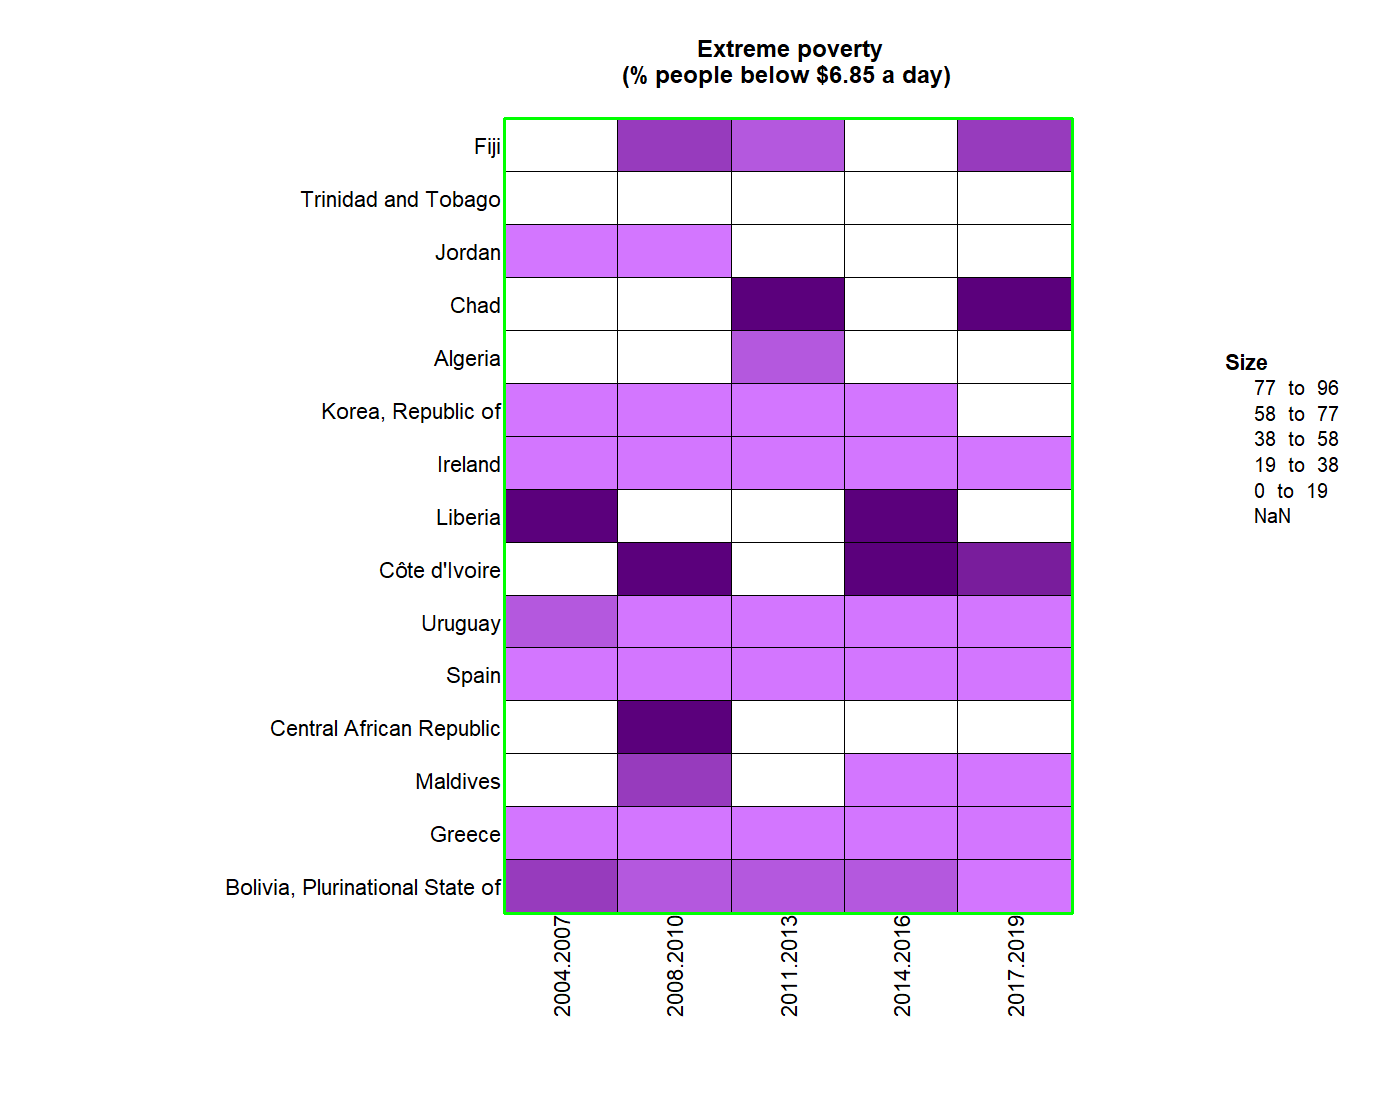 Extreme poverty
(% people below $6.85 a day)
Fiji
Trinidad and Tobago
Jordan
Chad
Algeria
Korea, Republic of
Ireland
Liberia
Côte d'Ivoire
Uruguay
Spain
Central African Republic
Maldives
Greece
Bolivia, Plurinational State of
2004.2007
2008.2010
2011.2013
2014.2016
2017.2019
Size
77 to 96
58 to 77
38 to 58
19 to 38
0 to 19
NaN